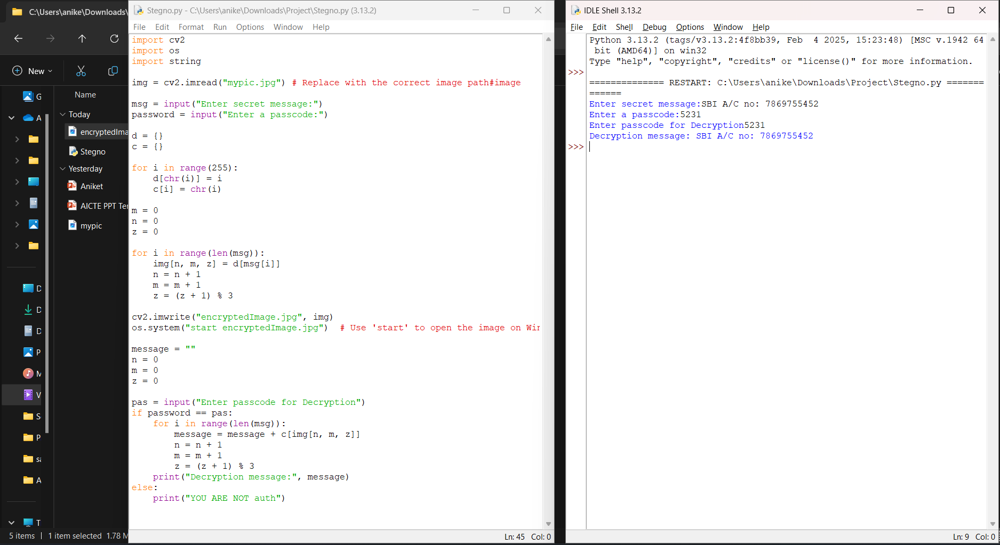 C:\Users\anike\Downloads\
New
G
A
D
D
D
P
M
V
S
P
sa
A
T
Name
Today
encryptedIma
Stegno
Yesterday
Aniket
AICTE PPT Te
mypic
5 items | 1 item selected 1.78 M
Stegno.py - C:\Users\anike\Downloads\Project\Stegno.py (3.13.2)
File Edit Format Run Options Window Help
import cv2
import os
import string
img = cv2.imread("mypic.jpg") # Replace with the correct image path#image
msg = input("Enter secret message:")
password = input("Enter a passcode:")
d = {}
c = {}
for i in range(255):
    d[chr(i)] = i
    c[i] = chr(i)
m = 0
n = 0
z = 0
for i in range(len(msg)):
    img[n, m, z] = d[msg[i]]
    n = n + 1
    m = m + 1
    z = (z + 1) % 3
cv2.imwrite("encryptedImage.jpg", img)
os.system("start encryptedImage.jpg")  # Use 'start' to open the image on Win
message = ""
n = 0
m = 0
z = 0
pas = input("Enter passcode for Decryption")
if password == pas:
    for i in range(len(msg)):
        message = message + c[img[n, m, z]]
        n = n + 1
        m = m + 1
        z = (z + 1) % 3
    print("Decryption message:", message)
else:
    print("YOU ARE NOT auth")
Ln: 45 Col: 0
IDLE Shell 3.13.2
File Edit Shell Debug Options Window Help
Python 3.13.2 (tags/v3.13.2:4f8bb39, Feb  4 2025, 15:23:48) [MSC v.1942 64
 bit (AMD64)] on win32
Type "help", "copyright", "credits" or "license()" for more information.
>>>
============== RESTART: C:\Users\anike\Downloads\Project\Stegno.py =======
======
Enter secret message:SBI A/C no: 7869755452
Enter a passcode:5231
Enter passcode for Decryption5231
Decryption message: SBI A/C no: 7869755452
>>>
Ln: 9 Col: 0